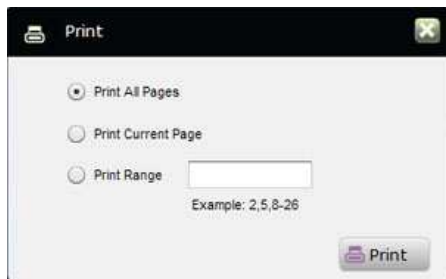 Print
Print All Pages
Print Current Page
Print Range
Example: 2,5,8-26
Print